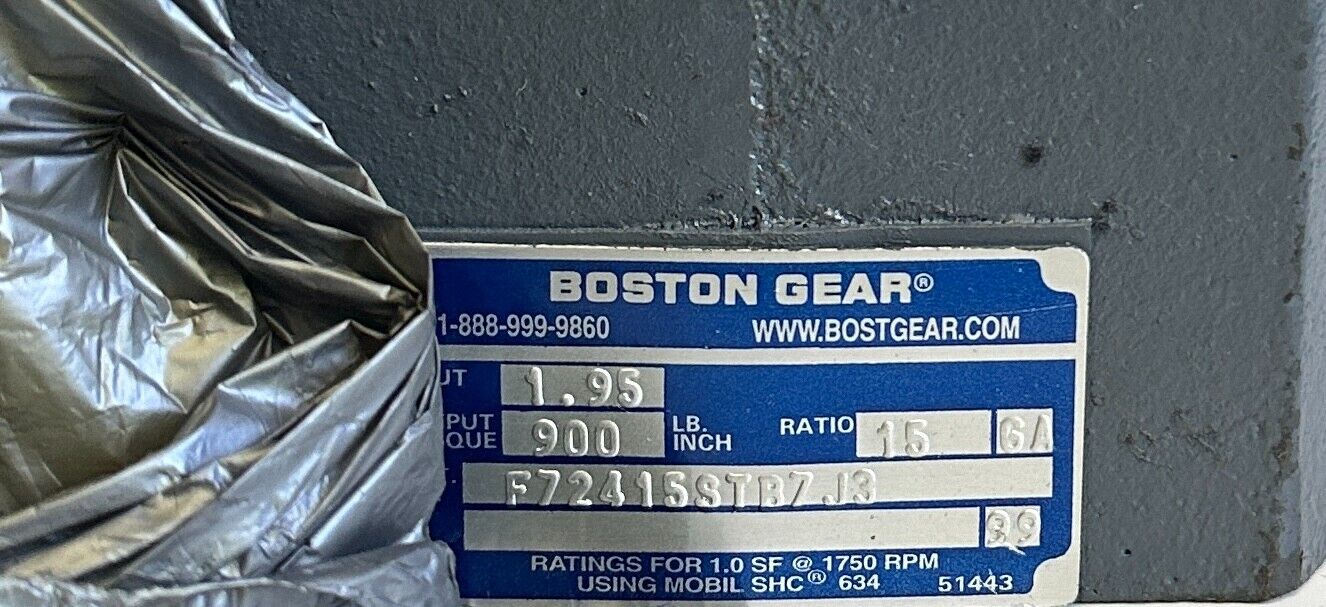 BOSTON GEAR®
1-888-999-9860 WWW.BOSTGEAR.COM
UT 1.95
PUT QUE 900 LB. INCH RATIO 15 GA
F72415STB7J3
39
RATINGS FOR 1.0 SF @ 1750 RPM
USING MOBIL SHC® 634 51443